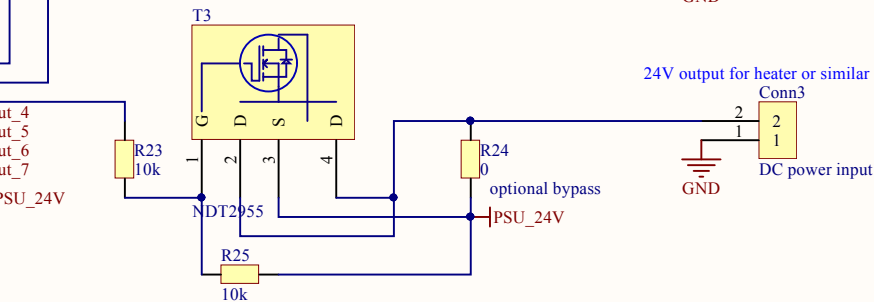 GND
T3
24V output for heater or similar
Conn3
ut_4
ut_5
ut_6
ut_7
PSU_24V
R23
10k
G
D
S
D
1
2
3
4
NDT2955
R24
0
optional bypass
PSU_24V
R25
10k
2
1
2
1
GND
DC power input